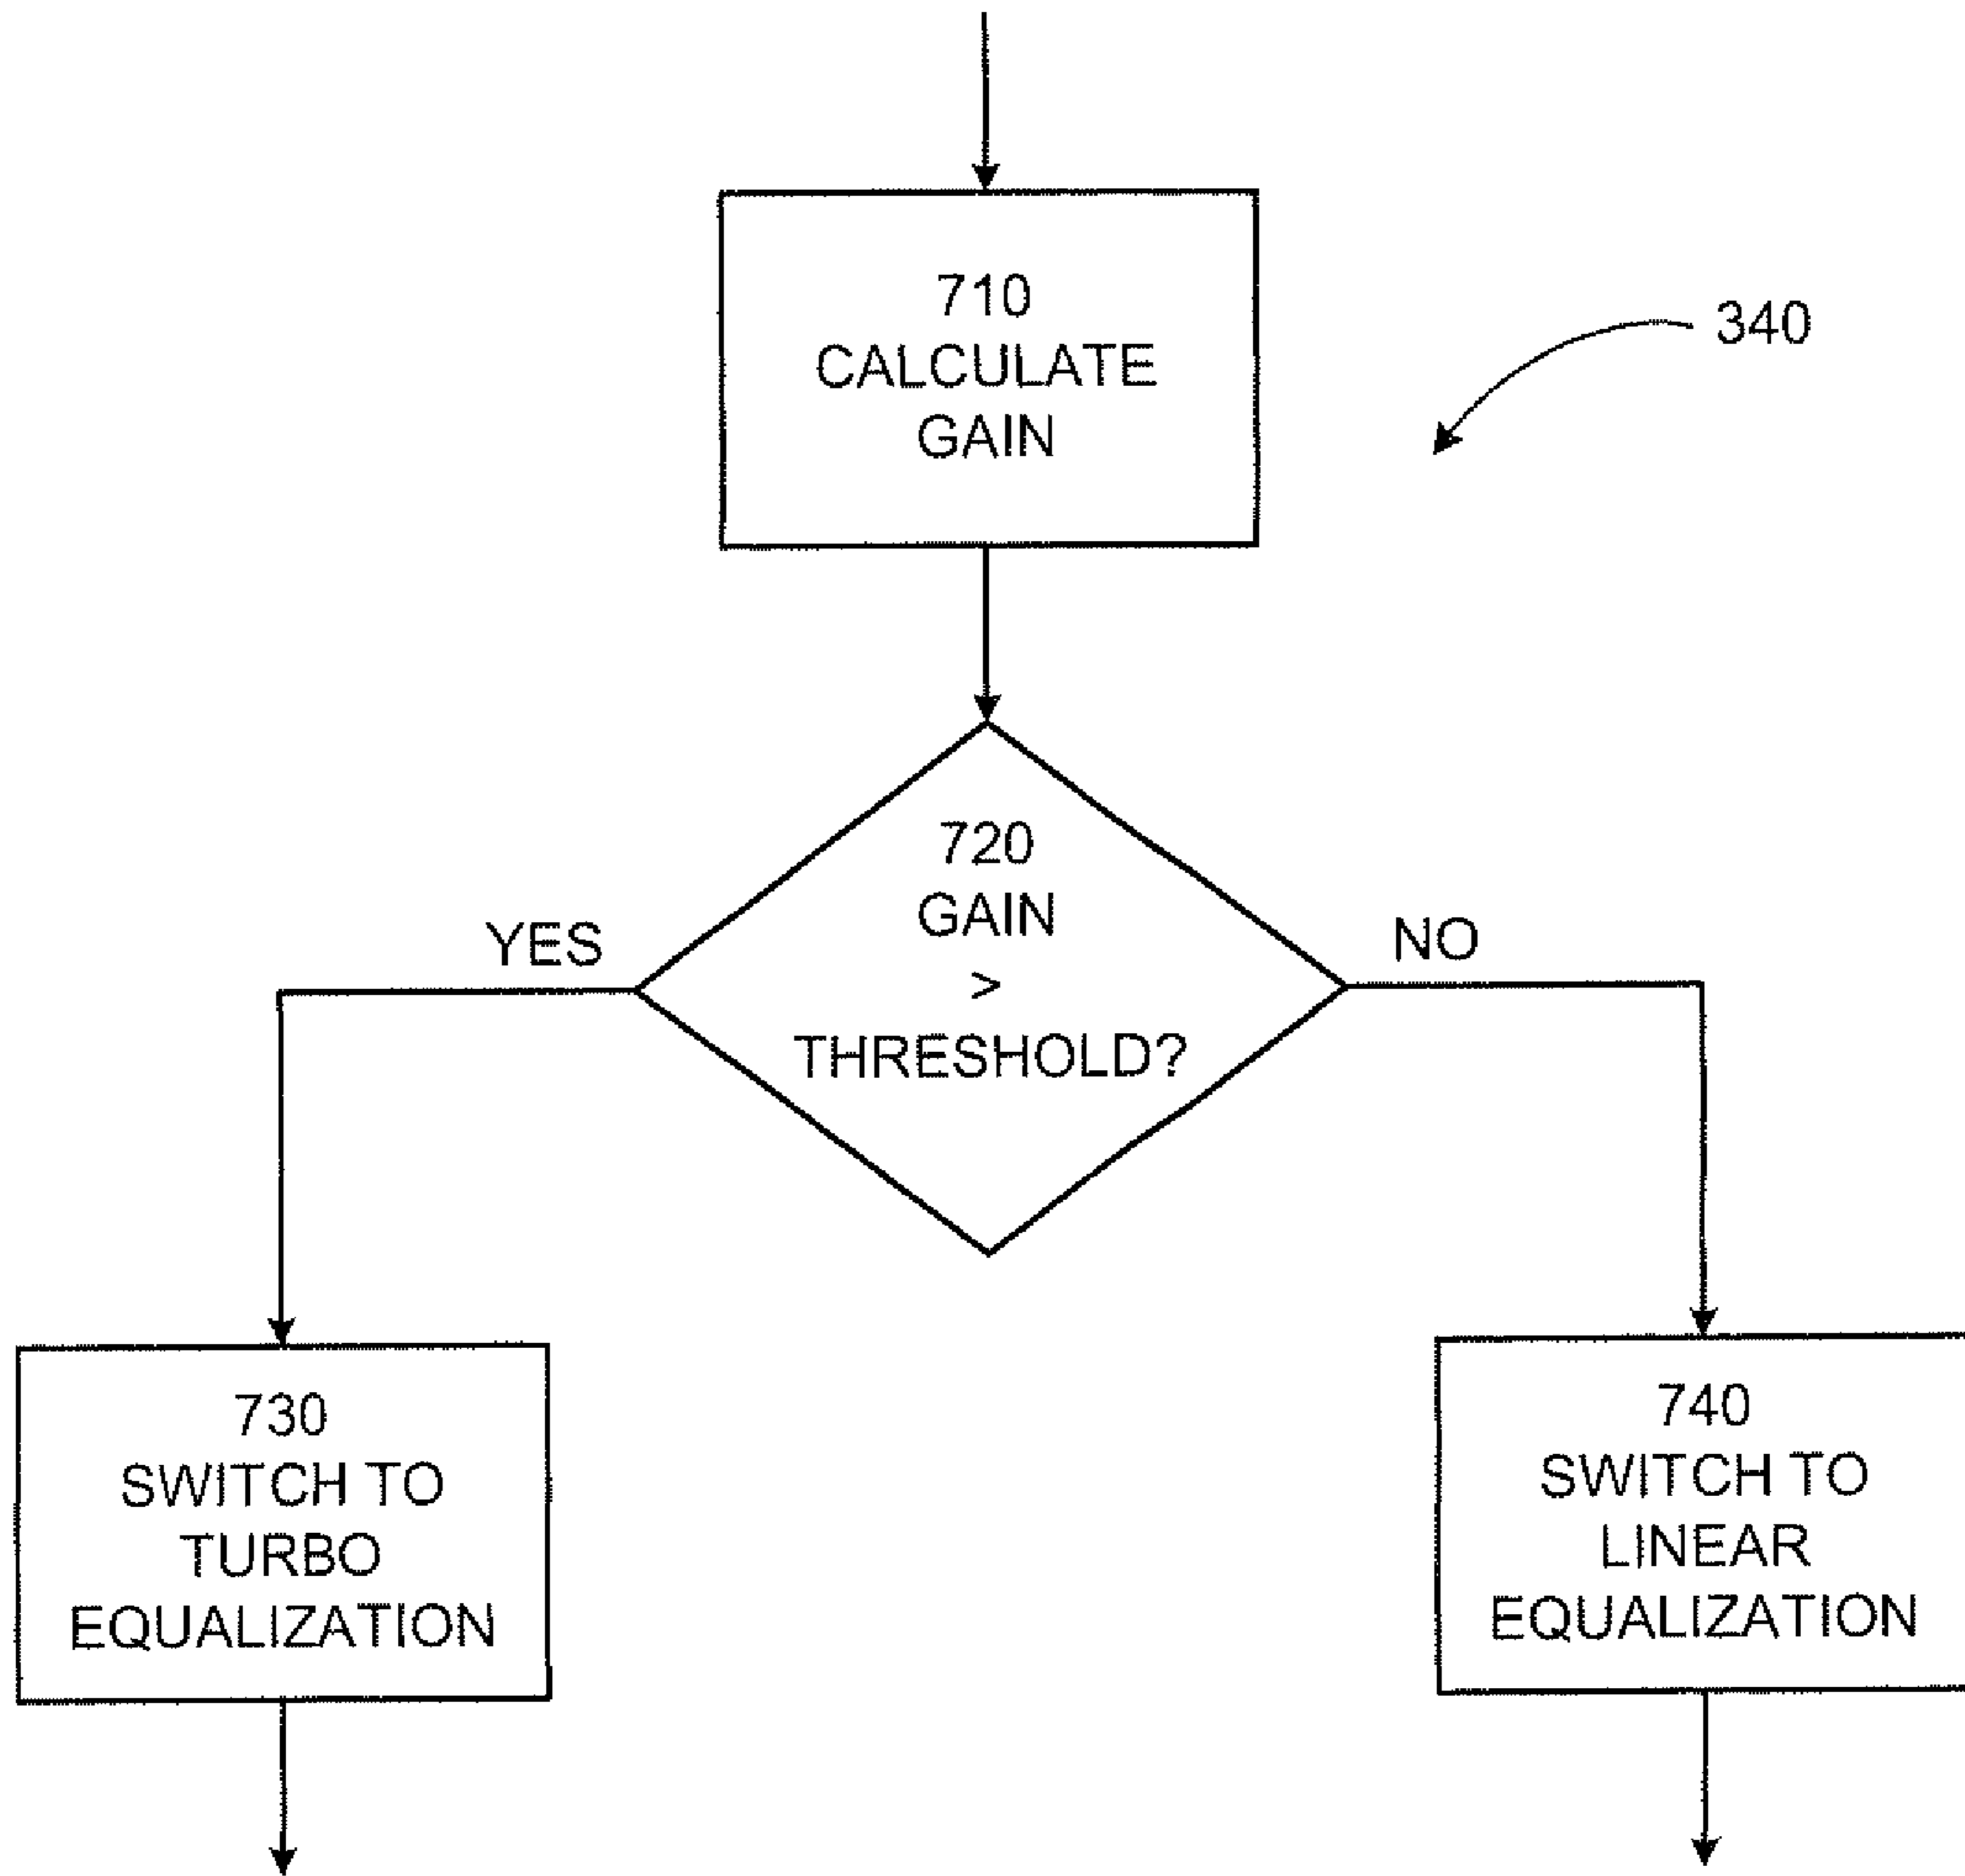 710
CALCULATE
GAIN
340
720
GAIN
>
THRESHOLD?
YES
NO
730
SWITCH TO
TURBO
EQUALIZATION
740
SWITCH TO
LINEAR
EQUALIZATION